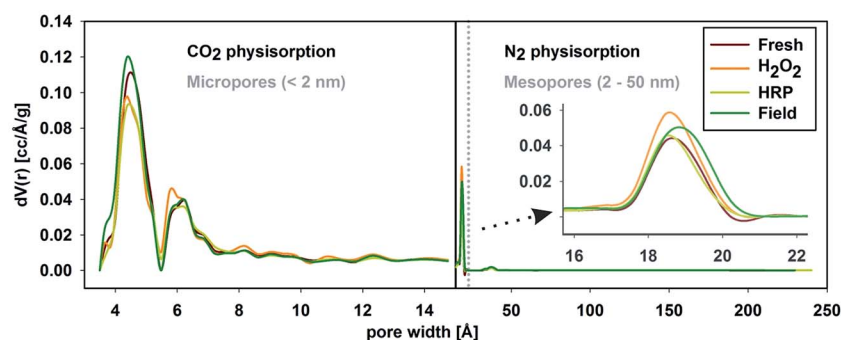 CO2 physisorption
Micropores (< 2 nm)
N2 physisorption
Mesopores (2 - 50 nm)
Fresh
H2O2
HRP
Field
dV(r) [cc/Å/g]
0.14
0.12
0.10
0.08
0.06
0.04
0.02
0.00
0.06
0.04
0.02
16 18 20 22
4 6 8 10 12 14 50 100 150 200 250
pore width [Å]